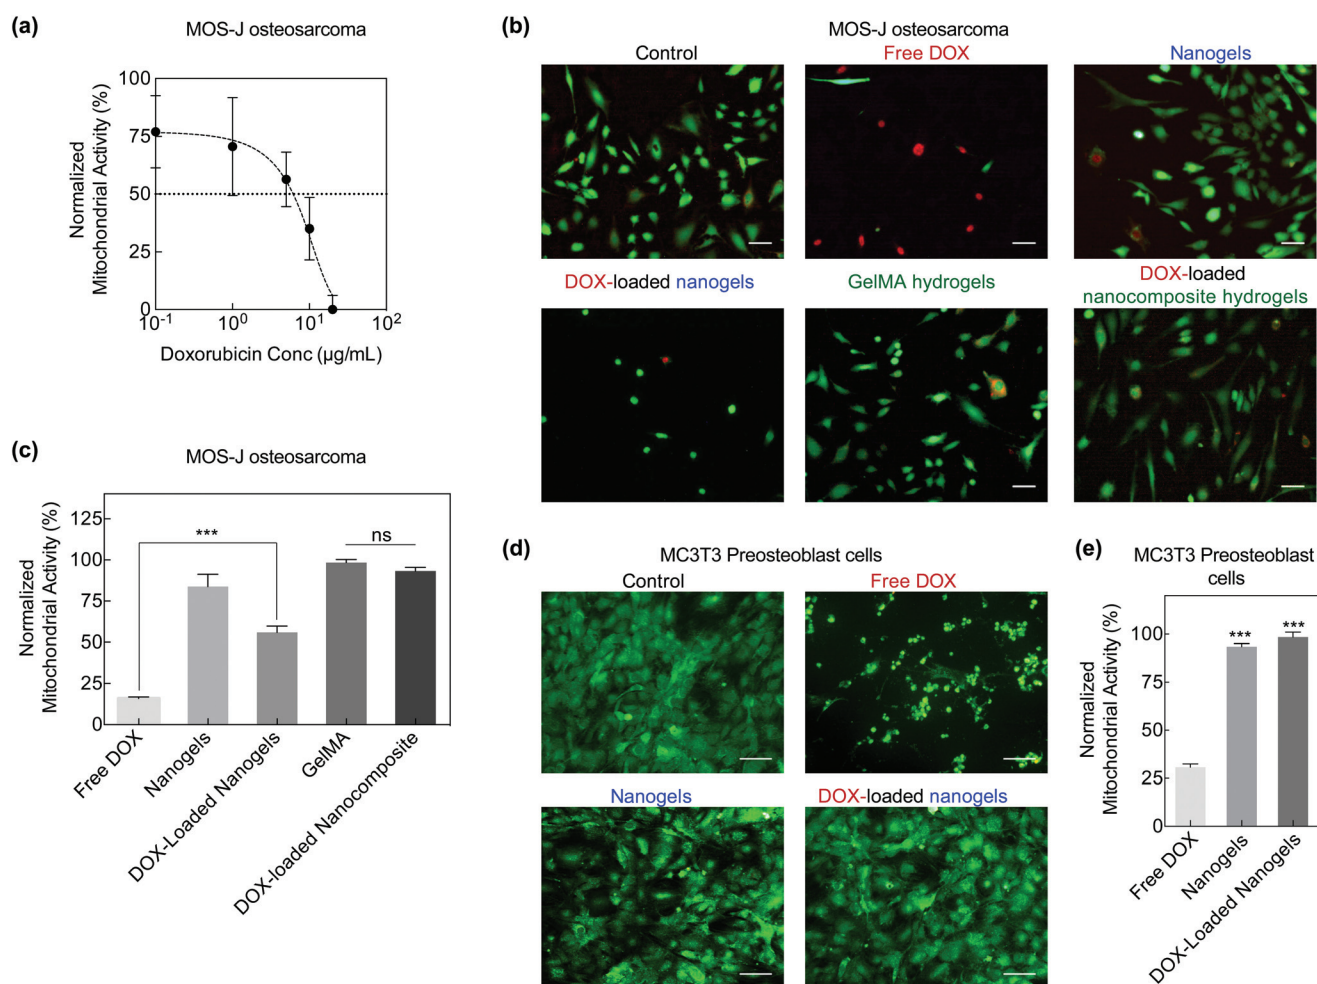 (a)
MOS-J osteosarcoma
Normalized
Mitochondrial Activity (%)
100
75
50
25
0
10⁻¹
10⁰
10¹
10²
Doxorubicin Conc (µg/mL)
(b)
MOS-J osteosarcoma
Control
Free DOX
Nanogels
DOX-loaded nanogels
GelMA hydrogels
DOX-loaded
nanocomposite hydrogels
(c)
MOS-J osteosarcoma
Normalized
Mitochondrial Activity (%)
125
100
75
50
25
0
***
ns
Free DOX
Nanogels
DOX-Loaded Nanogels
GelMA
DOX-loaded Nanocomposite
(d)
MC3T3 Preosteoblast cells
Control
Free DOX
Nanogels
DOX-loaded nanogels
(e)
MC3T3 Preosteoblast
cells
Normalized
Mitochondrial Activity (%)
100
75
50
25
0
***
***
Free DOX
Nanogels
DOX-Loaded Nanogels